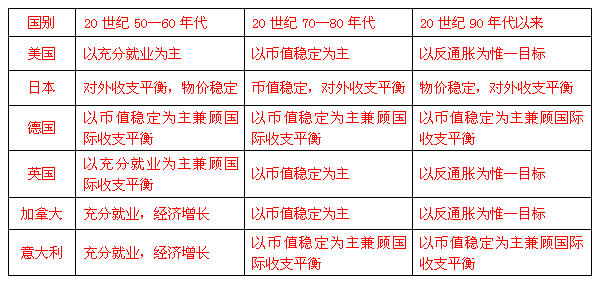 国别 20 世纪 50—60 年代 20 世纪 70—80 年代 20 世纪 90 年代以来
美国 以充分就业为主 以币值稳定为主 以反通胀为惟一目标
日本 对外收支平衡，物价稳定 币值稳定，对外收支平衡 物价稳定，对外收支平衡
德国 以币值稳定为主兼顾国际收支平衡 以币值稳定为主兼顾国际收支平衡 以币值稳定为主兼顾国际收支平衡
英国 以充分就业为主兼顾国际收支平衡 以币值稳定为主 以反通胀为惟一目标
加拿大 充分就业，经济增长 以币值稳定为主 以反通胀为惟一目标
意大利 充分就业，经济增长 以币值稳定为主兼顾国际收支平衡 以币值稳定为主兼顾国际收支平衡